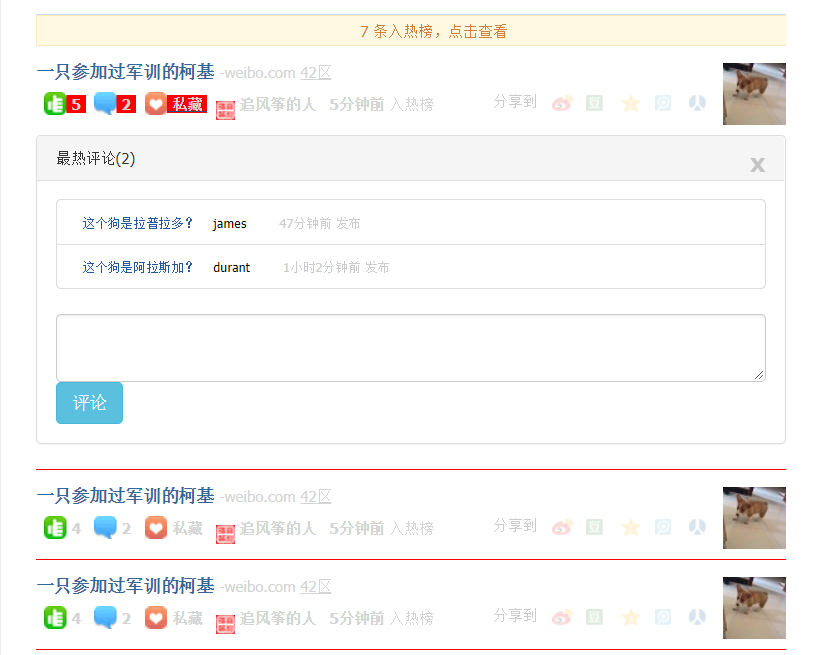 7 条入热榜，点击查看
一只参加过军训的柯基 -weibo.com 42区
5 2 私藏 追风筝的人 5分钟前 入热榜 分享到
最热评论(2) x
这个狗是拉普拉多? james 47分钟前 发布
这个狗是阿拉斯加? durant 1小时2分钟前 发布
评论
一只参加过军训的柯基 -weibo.com 42区
4 2 私藏 追风筝的人 5分钟前 入热榜 分享到
一只参加过军训的柯基 -weibo.com 42区
4 2 私藏 追风筝的人 5分钟前 入热榜 分享到